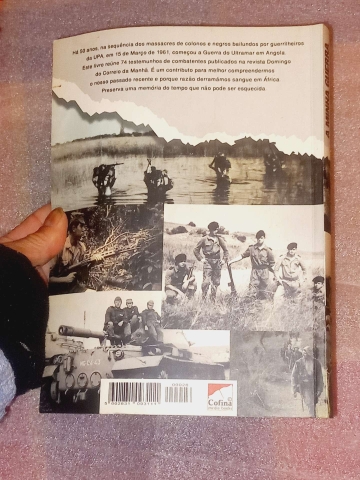 Há 50 anos, na sequência dos massacres de colonos e negros bailundos por guerrilheiros
da UPA, em 15 de Março de 1961, começou a Guerra do Ultramar em Angola.
Este livro reúne 74 testemunhos de combatentes publicados na revista Domingo
do Correio da Manhã. É um contributo para melhor compreendermos
o nosso passado recente e porque razão derramámos sangue em África.
Preserva uma memória do tempo que não pode ser esquecida.
Cofina